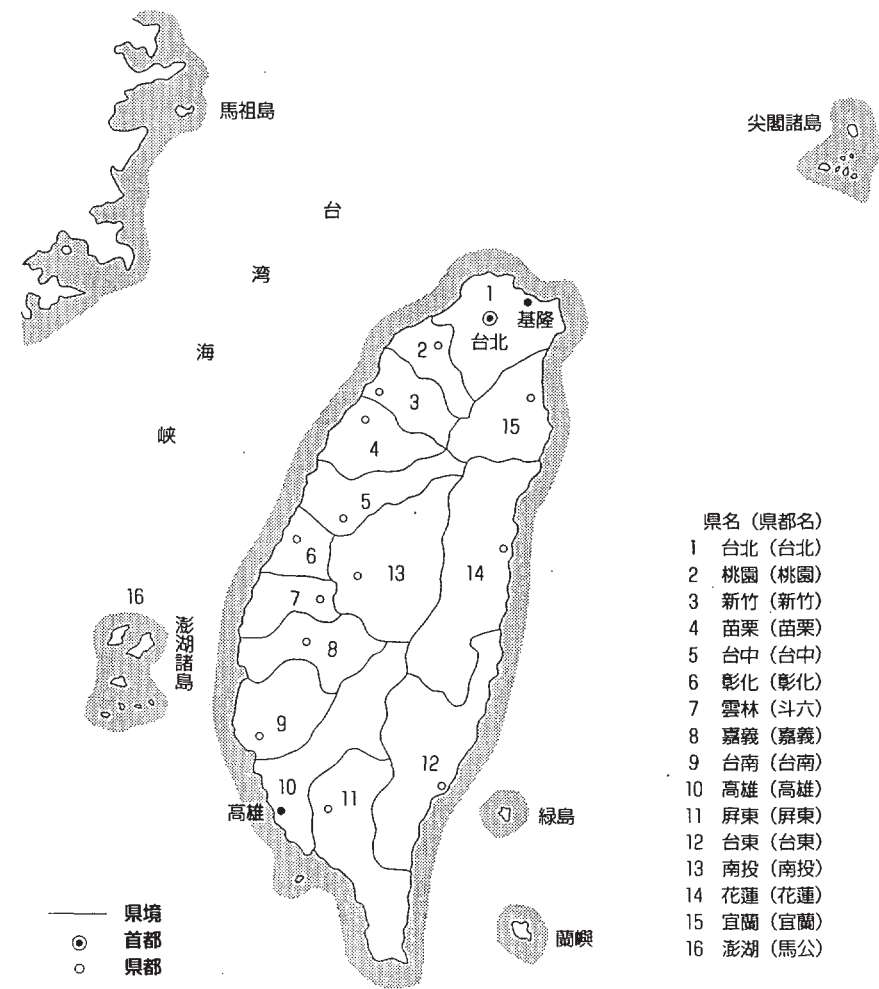 馬祖島
尖閣諸島
台
湾
海
峡
1
基隆
台北
2
3
15
4
5
6
13
14
7
16
澎湖諸島
8
9
10
11
12
高雄
緑島
蘭嶼
県境
首都
県都
県名（県都名）
1 台北（台北）
2 桃園（桃園）
3 新竹（新竹）
4 苗栗（苗栗）
5 台中（台中）
6 彰化（彰化）
7 雲林（斗六）
8 嘉義（嘉義）
9 台南（台南）
10 高雄（高雄）
11 屏東（屏東）
12 台東（台東）
13 南投（南投）
14 花蓮（花蓮）
15 宜蘭（宜蘭）
16 澎湖（馬公）